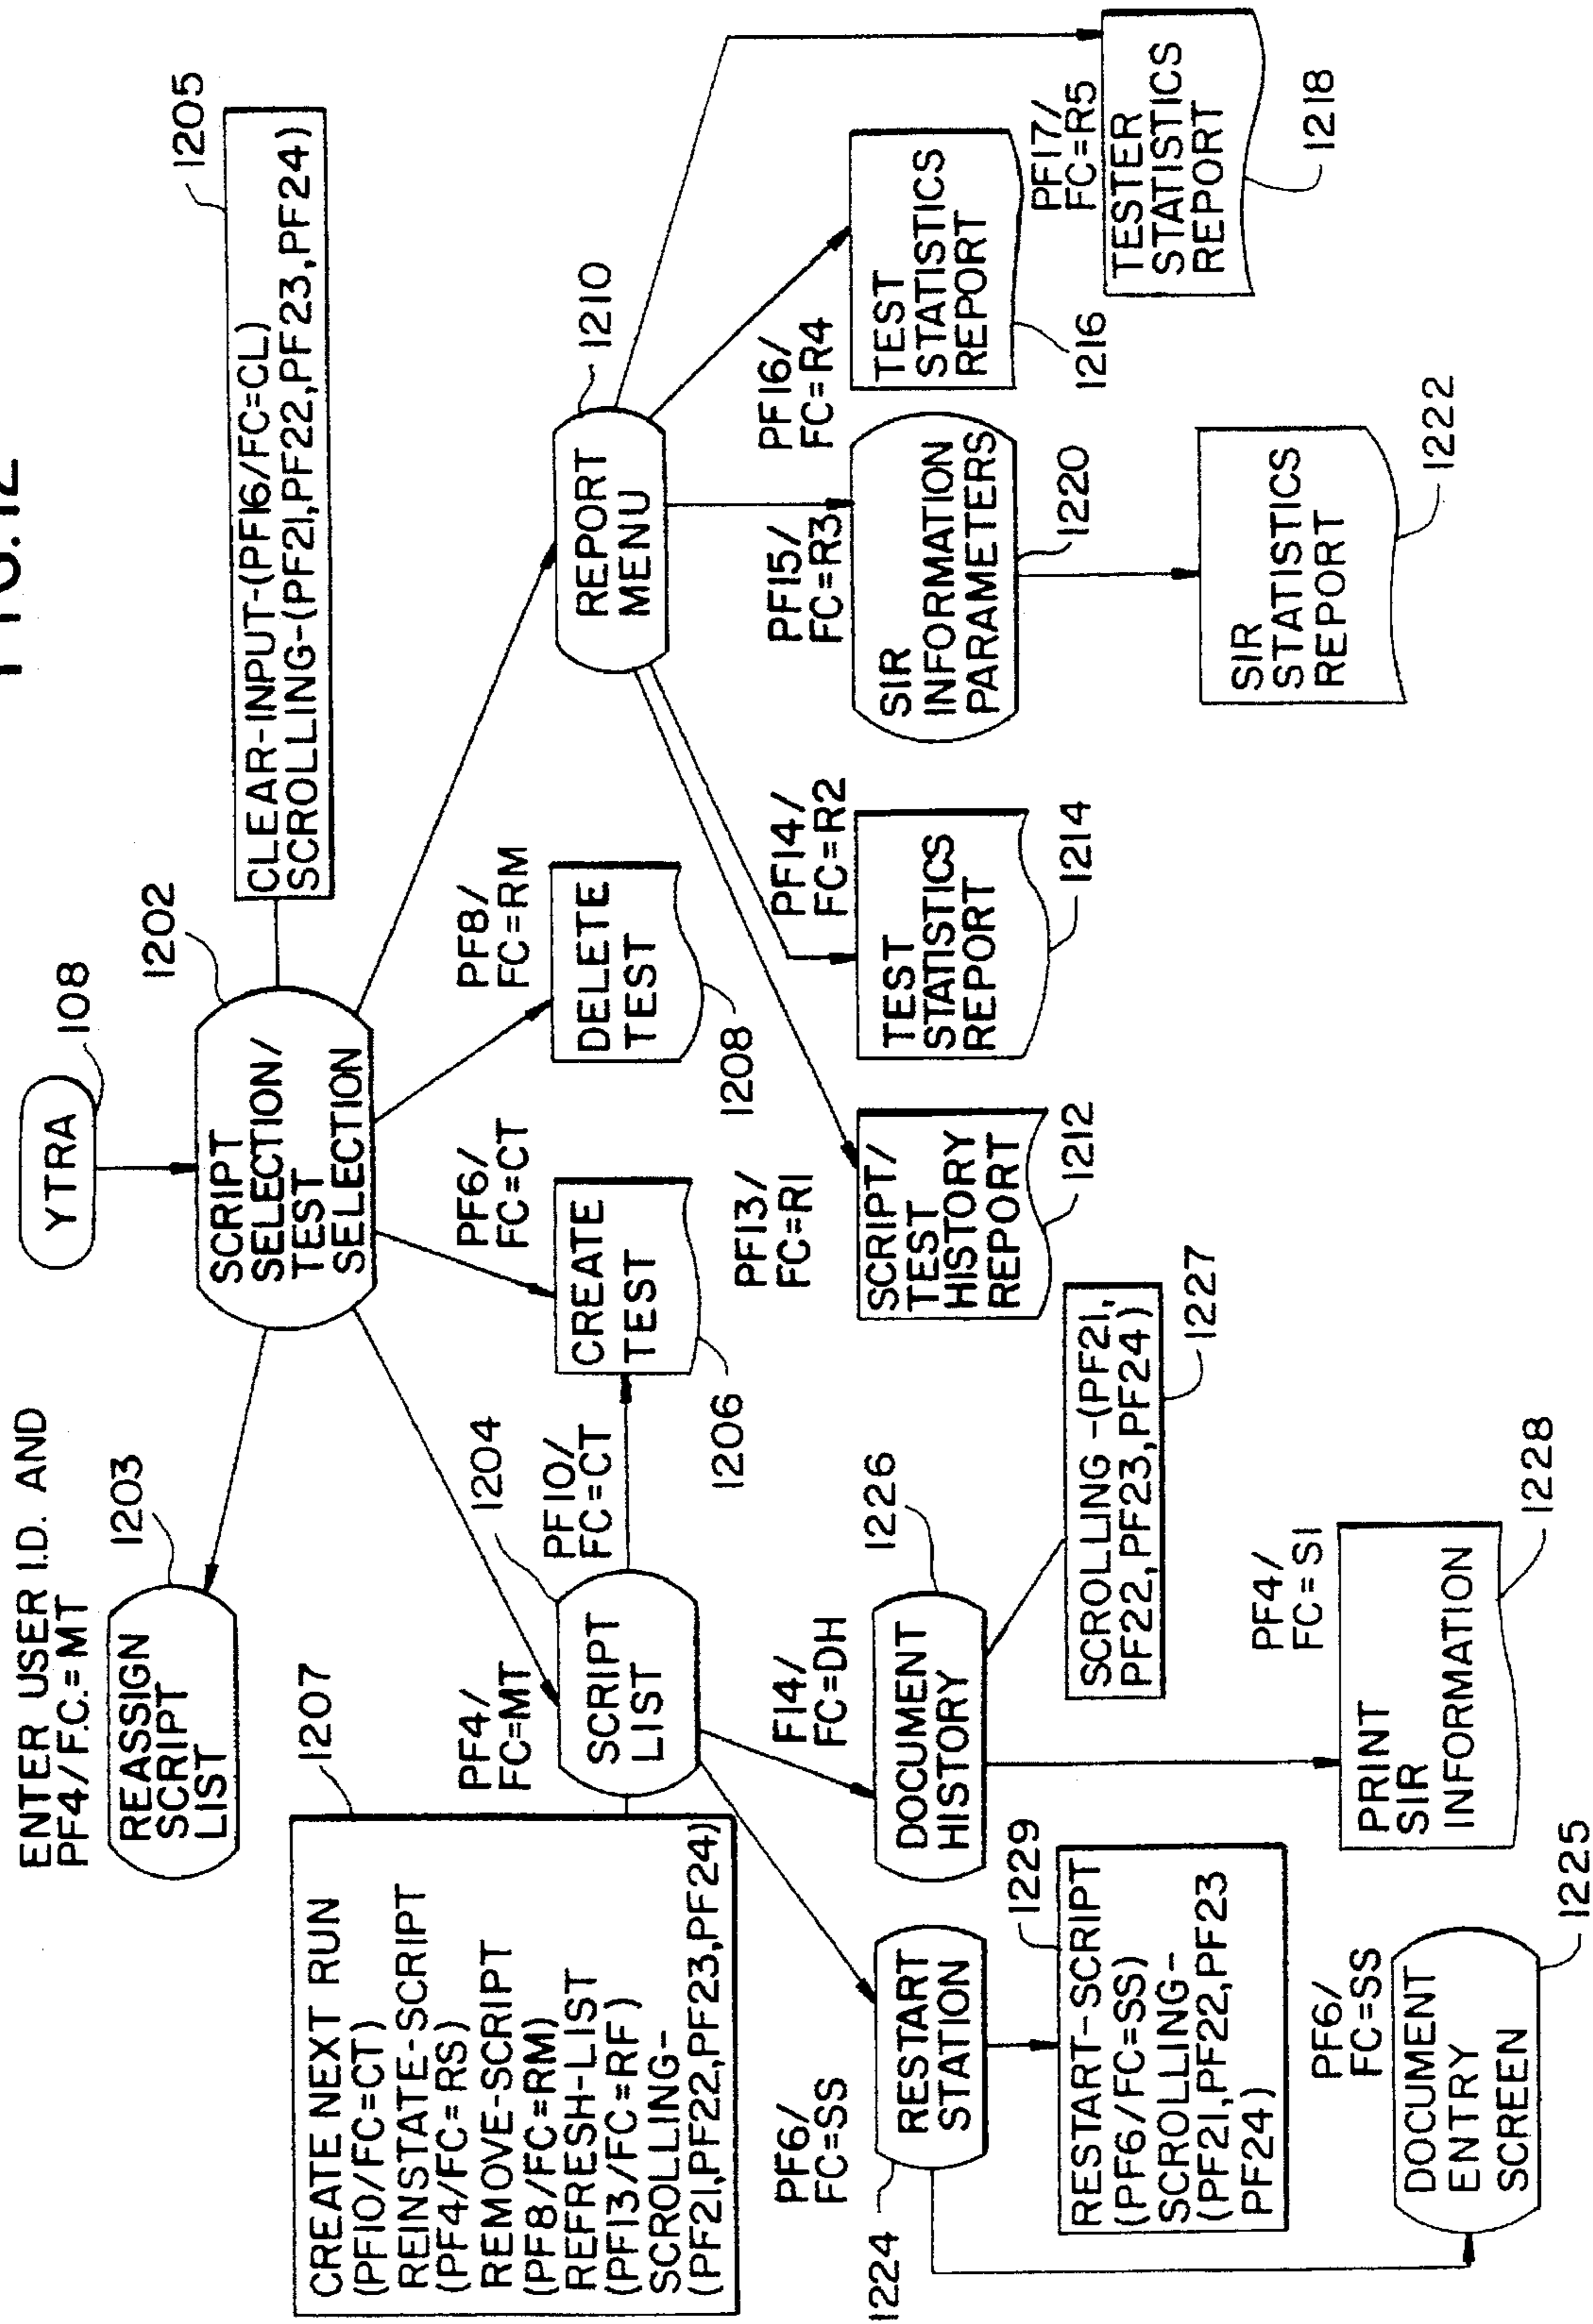 FIG. 12
YTRA
108
1202
SCRIPT
SELECTION/
TEST
SELECTION
1205
CLEAR-INPUT-(PF16/FC=CL)
SCROLLING-(PF21,PF22,PF23,PF24)
ENTER USER I.D. AND
PF4/F.C.=MT
1203
REASSIGN
SCRIPT
LIST
1207
CREATE NEXT RUN
(PF10/FC=CT)
REINSTATE-SCRIPT
(PF4/FC=RS)
REMOVE-SCRIPT
(PF8/FC=RM)
REFRESH-LIST
(PF13/FC=RF)
SCROLLING-
(PF21,PF22,PF23,PF24)
PF4/
FC=MT
1204
SCRIPT
LIST
PF10/
FC=CT
PF6/
FC=CT
CREATE
TEST
1206
PF8/
FC=RM
DELETE
TEST
1208
1210
REPORT
MENU
PF13/
FC=R1
SCRIPT/
TEST
HISTORY
REPORT
1212
PF14/
FC=R2
TEST
STATISTICS
REPORT
1214
PF15/
FC=R3
SIR
INFORMATION
PARAMETERS
1220
PF16/
FC=R4
TEST
STATISTICS
REPORT
1216
PF17/
FC=R5
TESTER
STATISTICS
REPORT
1218
SIR
STATISTICS
REPORT
1222
PF6/
FC=SS
1224
RESTART
STATION
F14/
FC=DH
1226
DOCUMENT
HISTORY
SCROLLING-(PF21,
PF22,PF23,PF24)
1227
1229
RESTART-SCRIPT
(PF6/FC=SS)
SCROLLING-
(PF21,PF22,PF23
PF24)
PF4/
FC=SI
PRINT
SIR
INFORMATION
1228
PF6/
FC=SS
DOCUMENT
ENTRY
SCREEN
1225